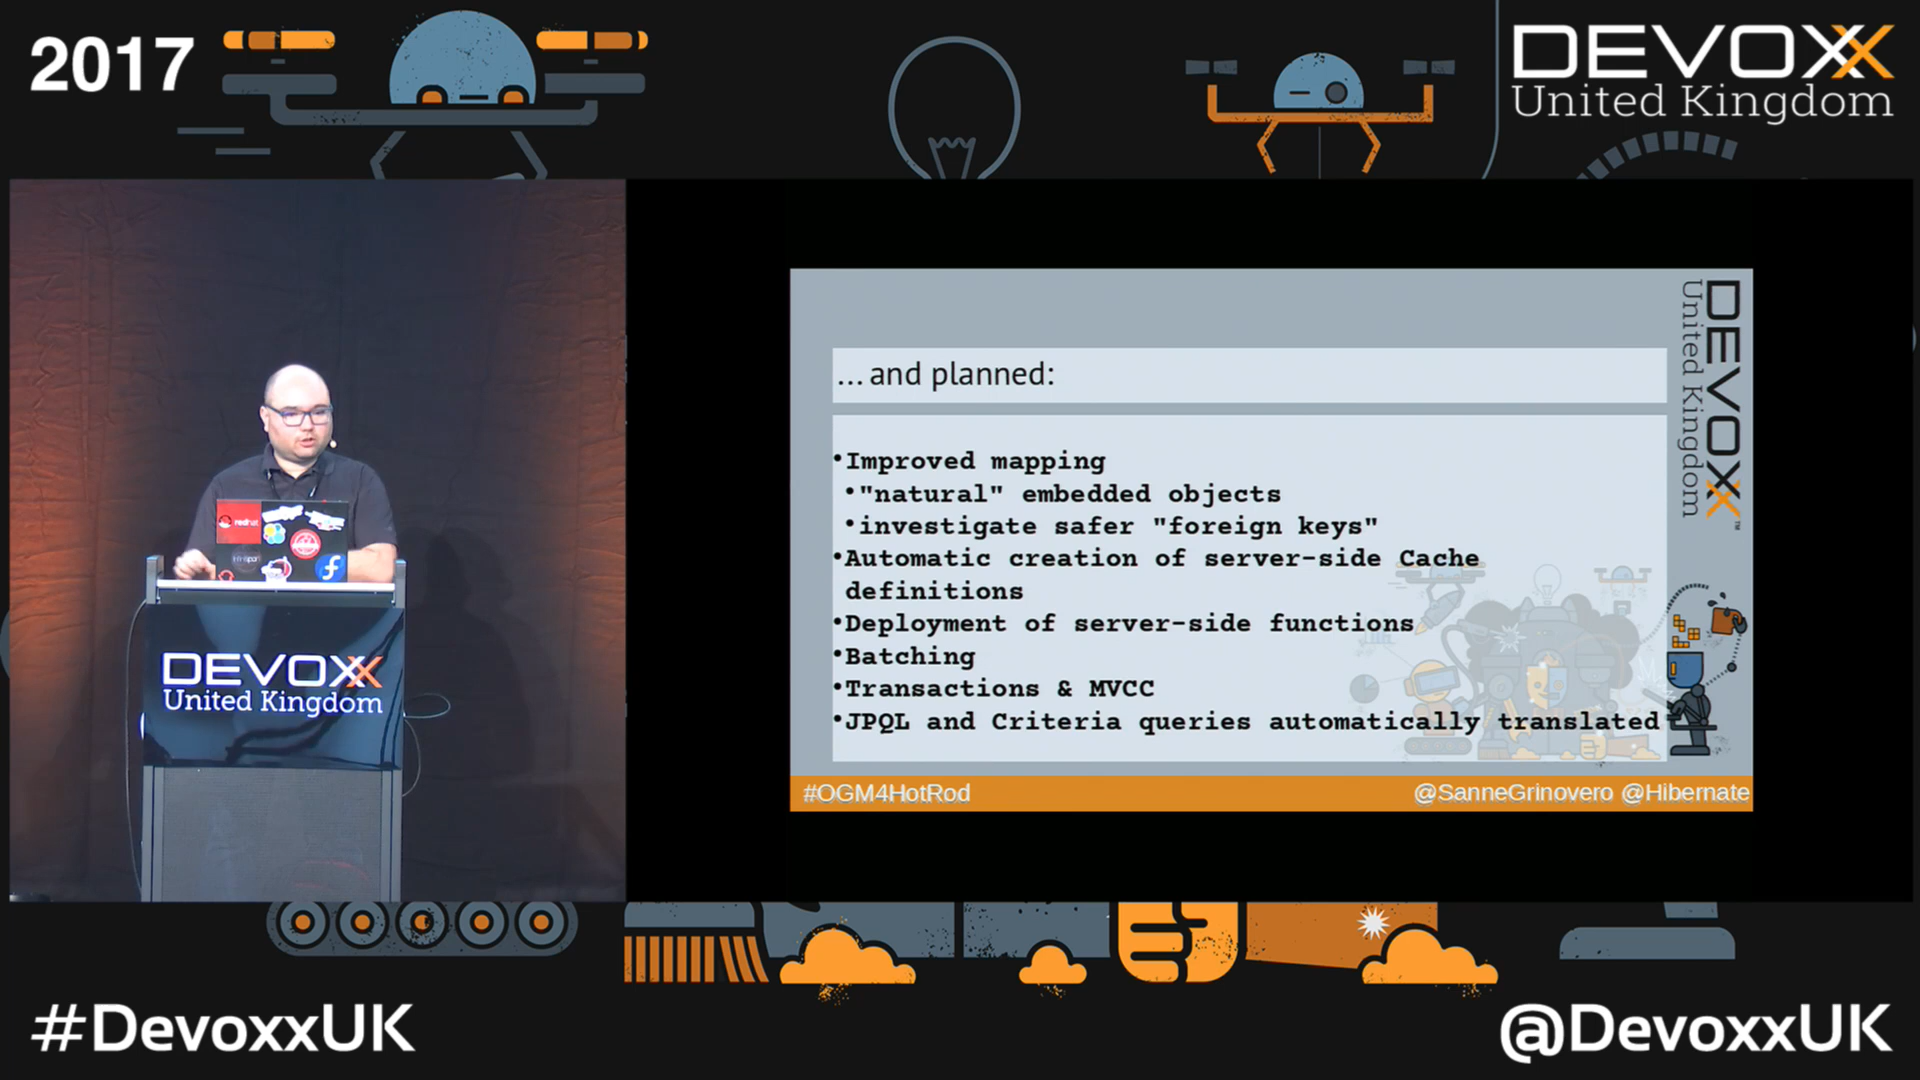 2017
DEVOXX
United Kingdom
... and planned:
•Improved mapping
•"natural" embedded objects
•investigate safer "foreign keys"
•Automatic creation of server-side Cache
definitions
•Deployment of server-side functions
•Batching
•Transactions & MVCC
•JPQL and Criteria queries automatically translated
#OGM4HotRod
@SanneGrinovero @Hibernate
DEVOXX™
United Kingdom
redhat
DEVOXX
United Kingdom
#DevoxxUK
@DevoxxUK